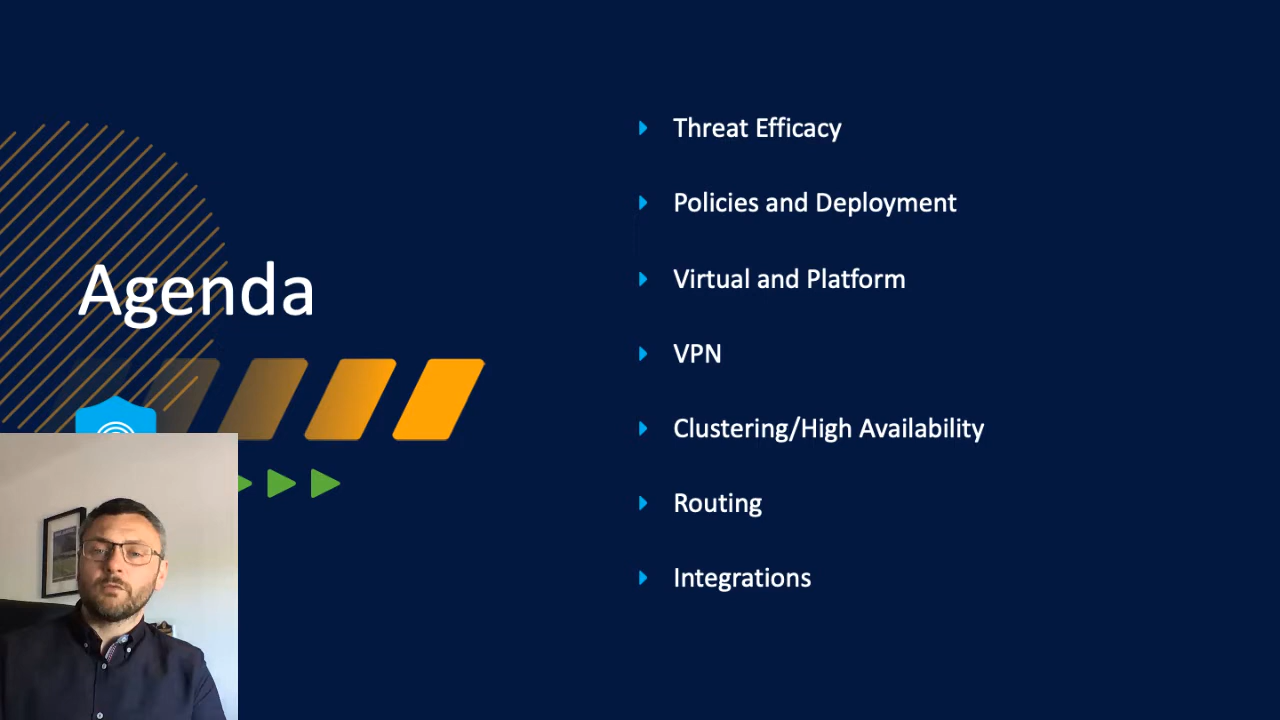 Agenda
Threat Efficacy
Policies and Deployment
Virtual and Platform
VPN
Clustering/High Availability
Routing
Integrations